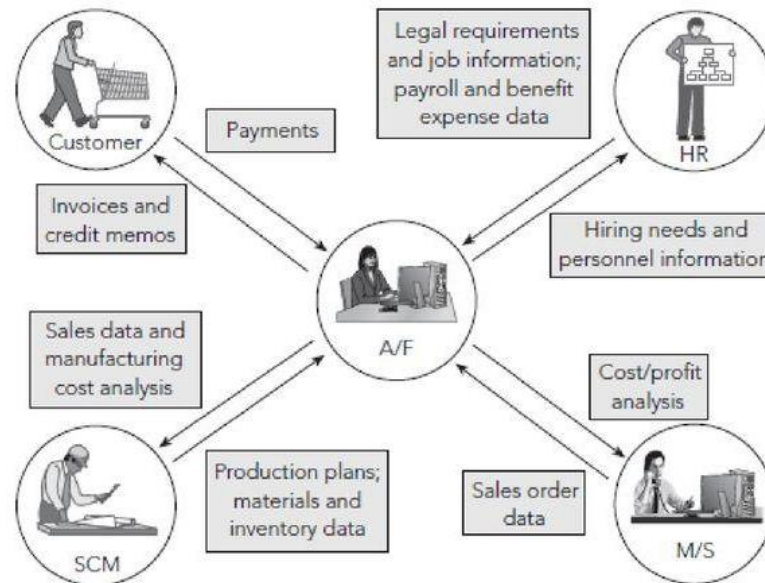 Customer
Payments
Legal requirements
and job information;
payroll and benefit
expense data
HR
Invoices and
credit memos
Hiring needs and
personnel information
A/F
Sales data and
manufacturing
cost analysis
Cost/profit
analysis
Production plans;
materials and
inventory data
Sales order
data
SCM
M/S